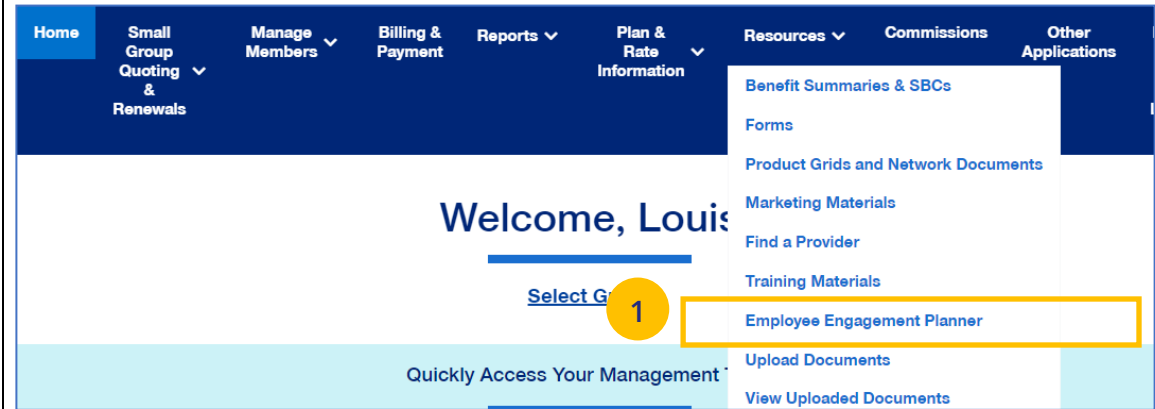 Home
Small
Group
Quoting
&
Renewals
Manage
Members
Billing &
Payment
Reports
Plan &
Rate
Information
Resources
Commissions
Other
Applications
Benefit Summaries & SBCs
Forms
Product Grids and Network Documents
Marketing Materials
Find a Provider
Training Materials
Employee Engagement Planner
Upload Documents
View Uploaded Documents
Welcome, Louis
Select G
1
Quickly Access Your Management